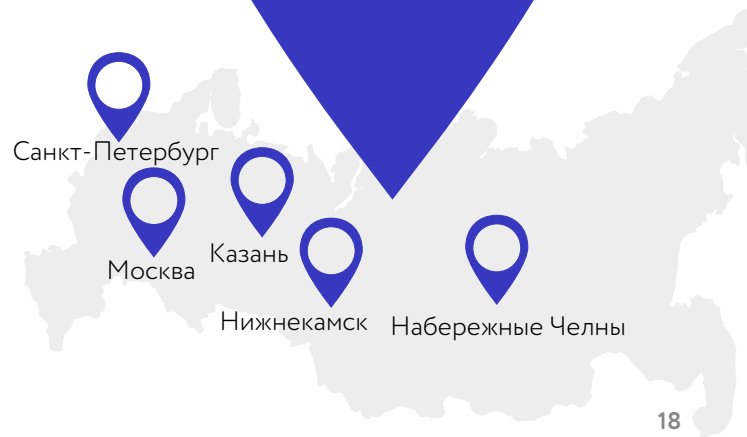 Санкт-Петербург
Москва
Казань
Нижнекамск
Набережные Челны
18